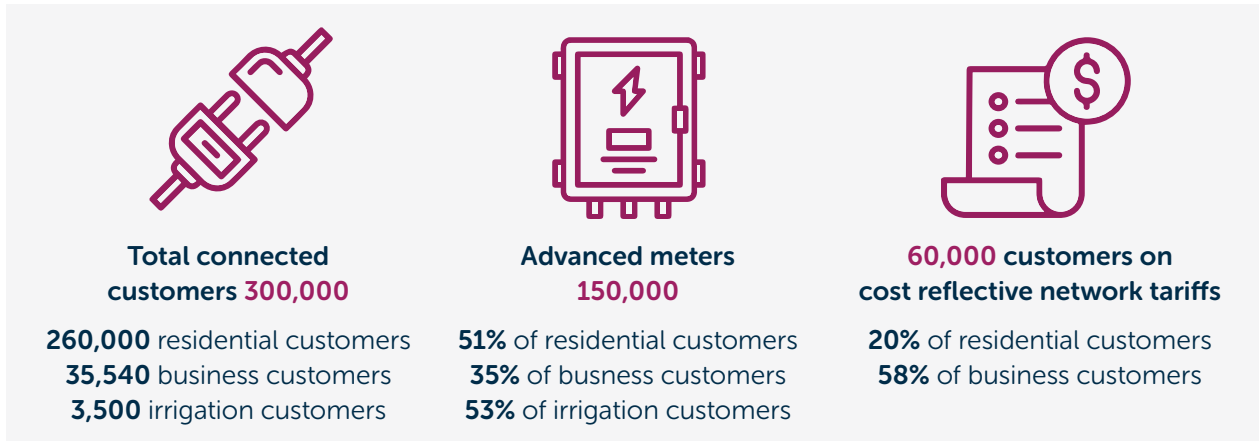 $
Total connected
customers 300,000
260,000 residential customers
35,540 business customers
3,500 irrigation customers
Advanced meters
150,000
51% of residential customers
35% of busness customers
53% of irrigation customers
60,000 customers on
cost reflective network tariffs
20% of residential customers
58% of business customers